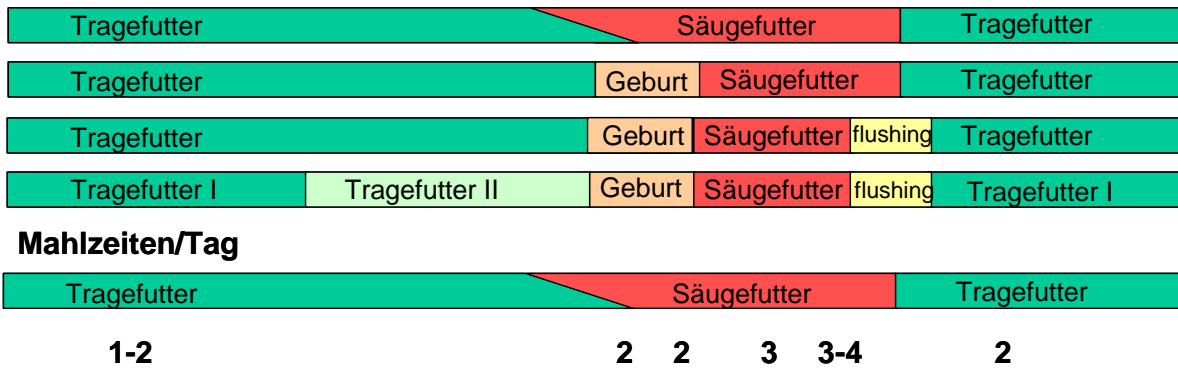 Tragefutter Säugefutter Tragefutter
Tragefutter Geburt Säugefutter Tragefutter
Tragefutter Geburt Säugefutter flushing Tragefutter
Tragefutter I Tragefutter II Geburt Säugefutter flushing Tragefutter I
Mahlzeiten/Tag
Tragefutter Säugefutter Tragefutter
1-2 2 2 3 3-4 2